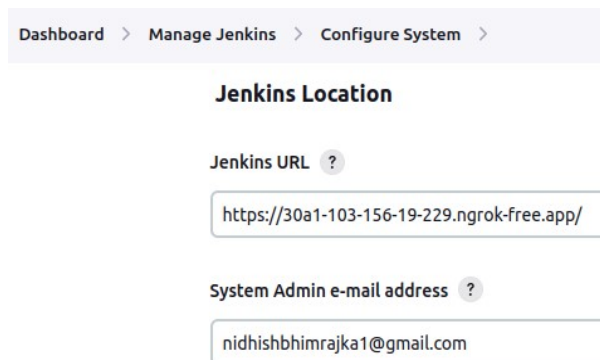 Dashboard > Manage Jenkins > Configure System >
Jenkins Location
Jenkins URL ?
https://30a1-103-156-19-229.ngrok-free.app/
System Admin e-mail address ?
nidhishbhimrajka1@gmail.com